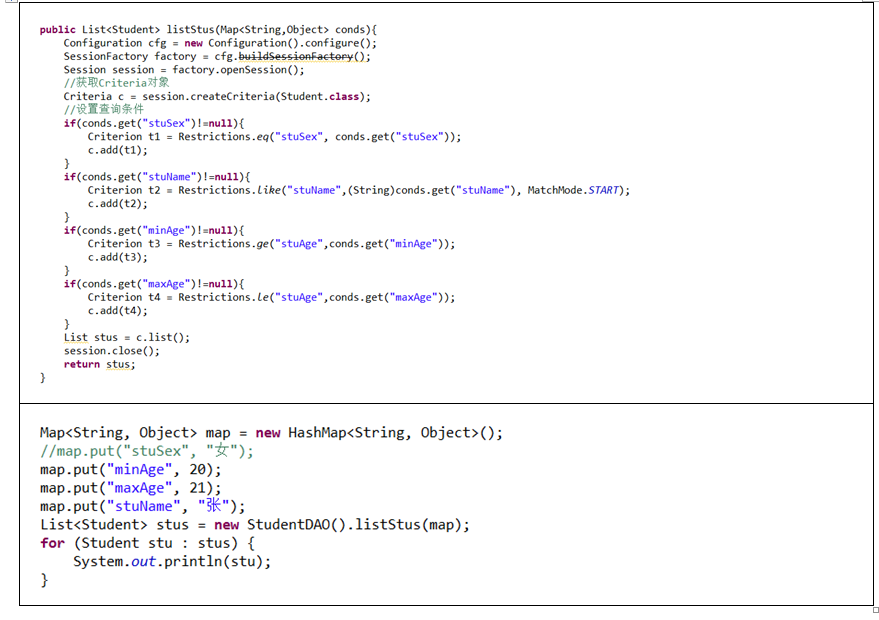 public List<Student> listStus(Map<String,Object> conds){
Configuration cfg = new Configuration().configure();
SessionFactory factory = cfg.buildSessionFactory();
Session session = factory.openSession();
//获取Criteria对象
Criteria c = session.createCriteria(Student.class);
//设置查询条件
if(conds.get("stuSex")!=null){
Criterion t1 = Restrictions.eq("stuSex", conds.get("stuSex"));
c.add(t1);
}
if(conds.get("stuName")!=null){
Criterion t2 = Restrictions.like("stuName",(String)conds.get("stuName"), MatchMode.START);
c.add(t2);
}
if(conds.get("minAge")!=null){
Criterion t3 = Restrictions.ge("stuAge",conds.get("minAge"));
c.add(t3);
}
if(conds.get("maxAge")!=null){
Criterion t4 = Restrictions.le("stuAge",conds.get("maxAge"));
c.add(t4);
}
List stus = c.list();
session.close();
return stus;
}
Map<String, Object> map = new HashMap<String, Object>();
//map.put("stuSex", "女");
map.put("minAge", 20);
map.put("maxAge", 21);
map.put("stuName", "张");
List<Student> stus = new StudentDAO().listStus(map);
for (Student stu : stus) {
System.out.println(stu);
}